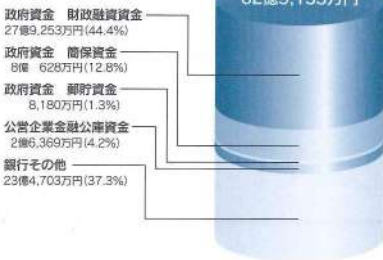 政府資金 財政融資資金
27億9,253万円(44.4%)
政府資金 簡保資金
8億 628万円(12.8%)
政府資金 郵貯資金
8,180万円(1.3%)
公営企業金融公庫資金
2億6,369万円(4.2%)
銀行その他
23億4,703万円(37.3%)